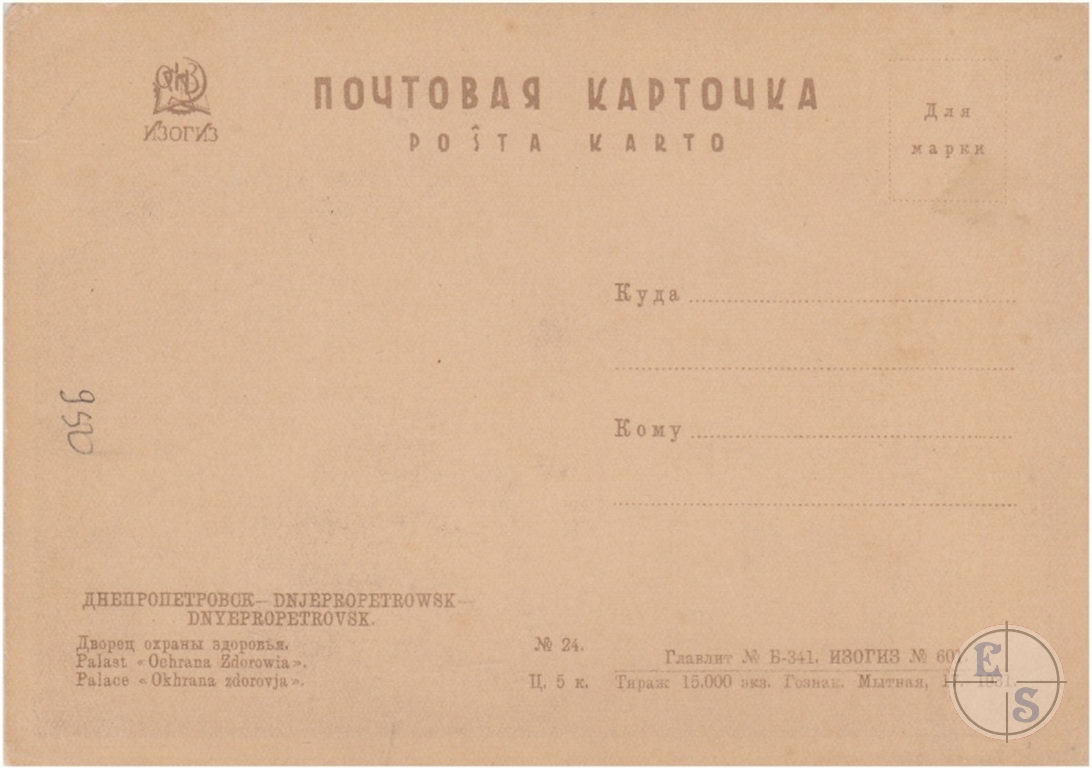 ИЗОГИЗ
ПОЧТОВАЯ КАРТОЧКА
POŜTA KARTO
Для
марки
Куда
Кому
950
ДНЕПРОПЕТРОВСК—DNJEPROPETROWSK—
DNYEPROPETROVSK.
Дворец охраны здоровья.
Palast «Ochrana Zdorowia».
Palace «Okhrana zdorovja».
№ 24.
Ц. 5 к.
Главлит № Б-341. ИЗОГИЗ №
Тираж 15.000 экз. Гознак. Мытная, 1931.
E
S